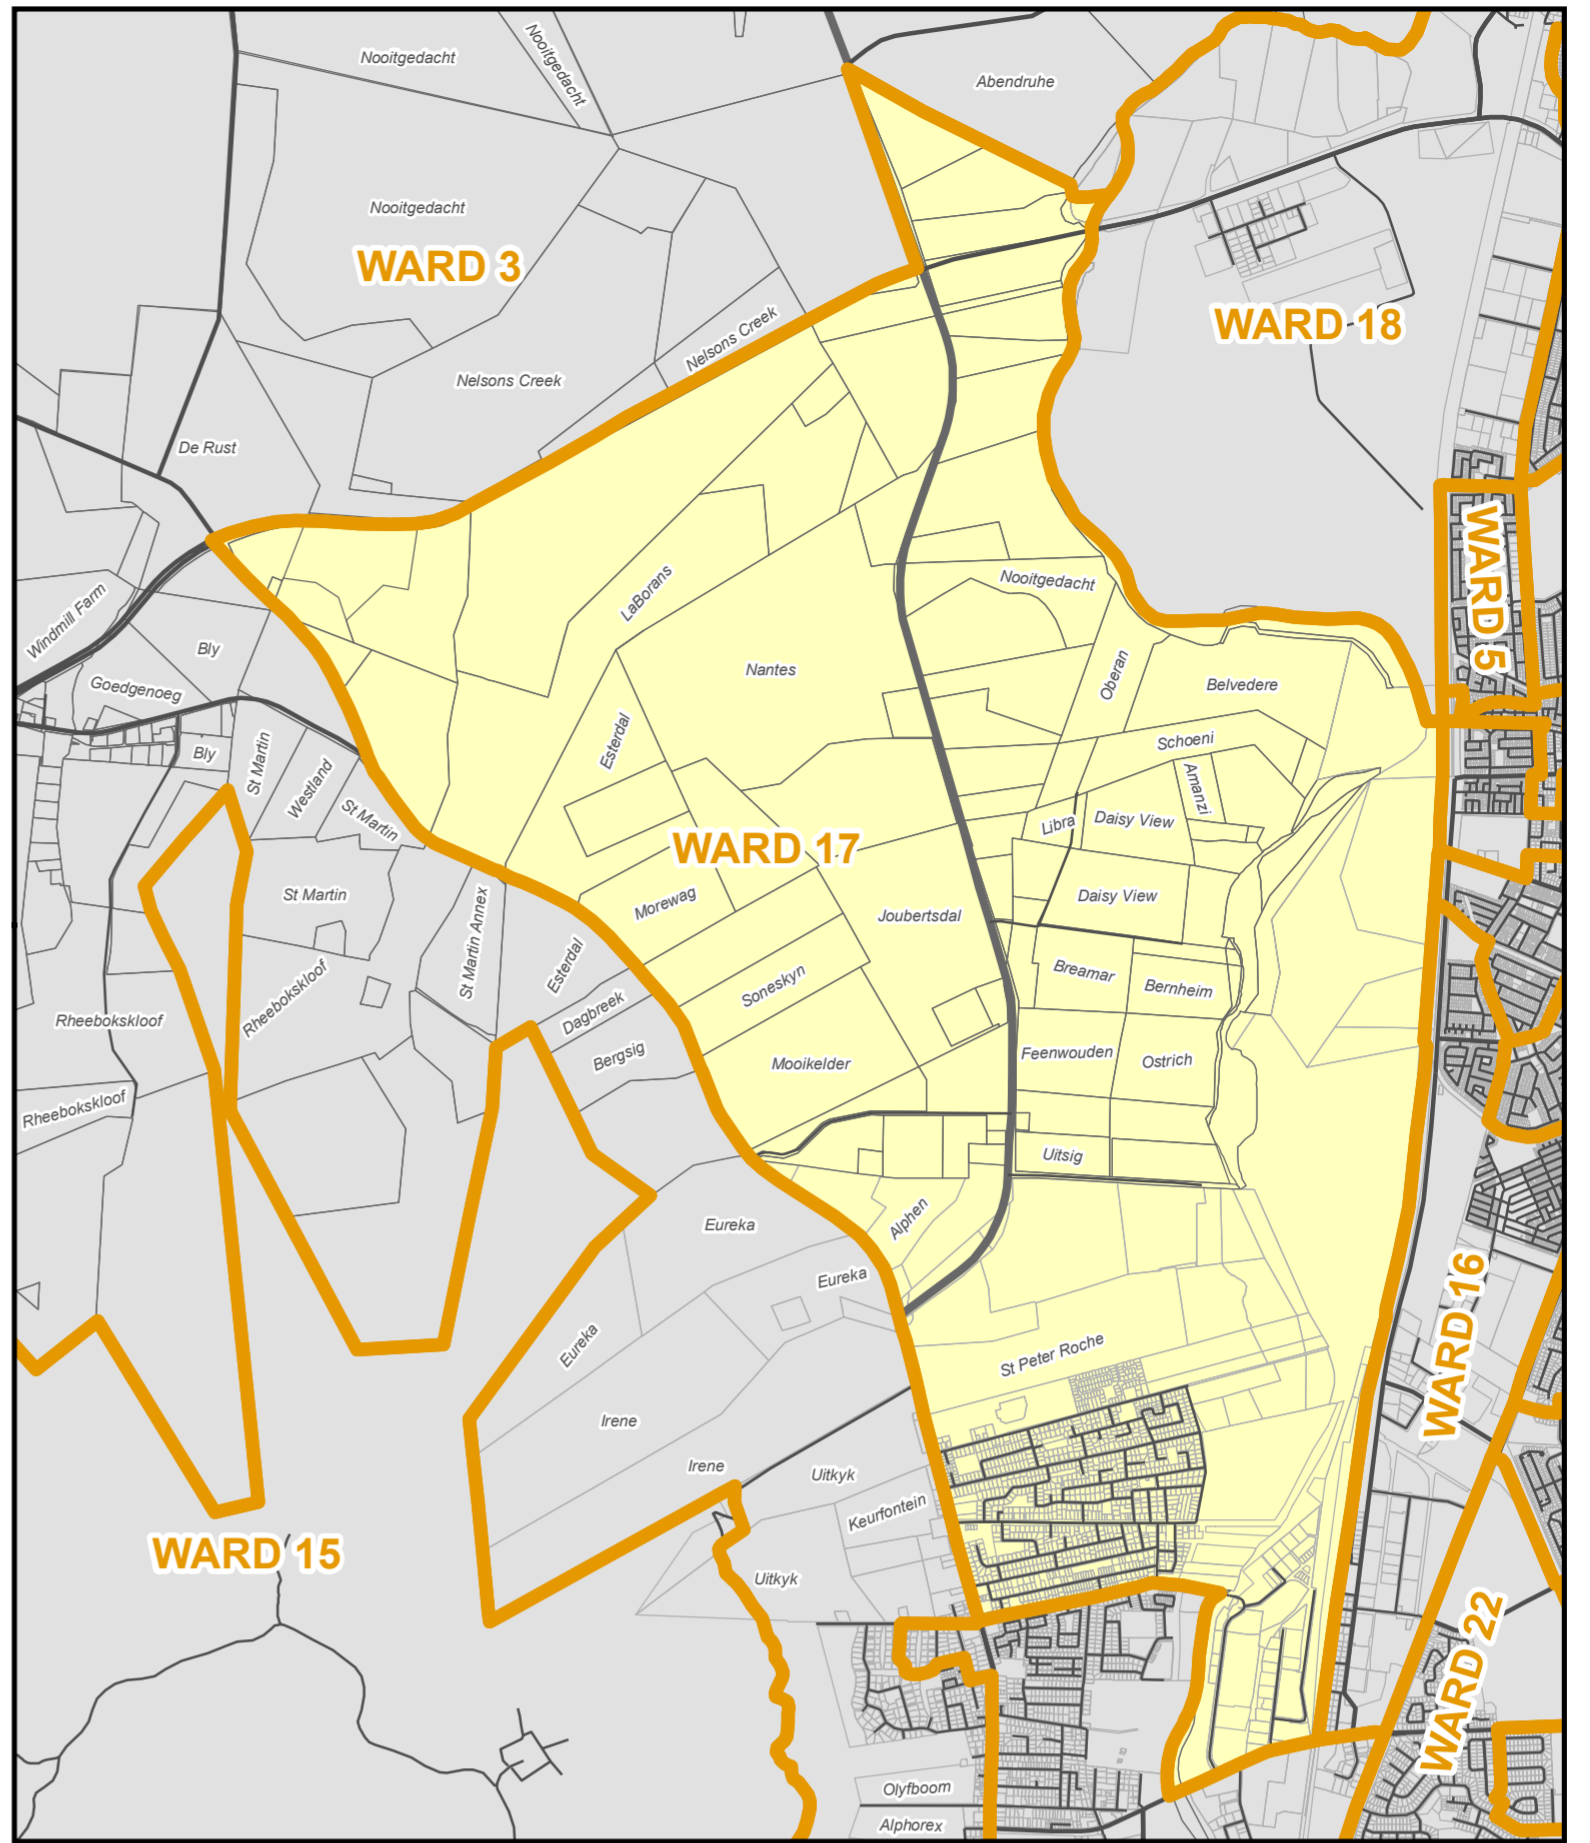 Nooitgedacht
Nooitgedacht
Abendruhe
Nooitgedacht
WARD 3
WARD 18
Nelsons Creek
Nelsons Creek
De Rust
WARD 5
Windmill Farm
LaBorans
Nooitgedacht
Bly
Nantes
Oberan
Belvedere
Goedgenoeg
Esterdal
Schoeni
Bly
St Martin
Westland
St Martin
Amanzi
Libra
Daisy View
WARD 17
St Martin
Morewag
Daisy View
Joubertsdal
St Martin Annex
Esterdal
Soneskyn
Breamar
Bernheim
Rheebokskloof
Rheebokskloof
Dagbreek
Bergsig
Mooikelder
Feenwouden
Ostrich
Rheebokskloof
Uitsig
Eureka
Alphen
Eureka
Eureka
St Peter Roche
WARD 16
Irene
Irene
Uitkyk
Keurfontein
WARD 15
Uitkyk
WARD 22
Olyfboom
Alphorex